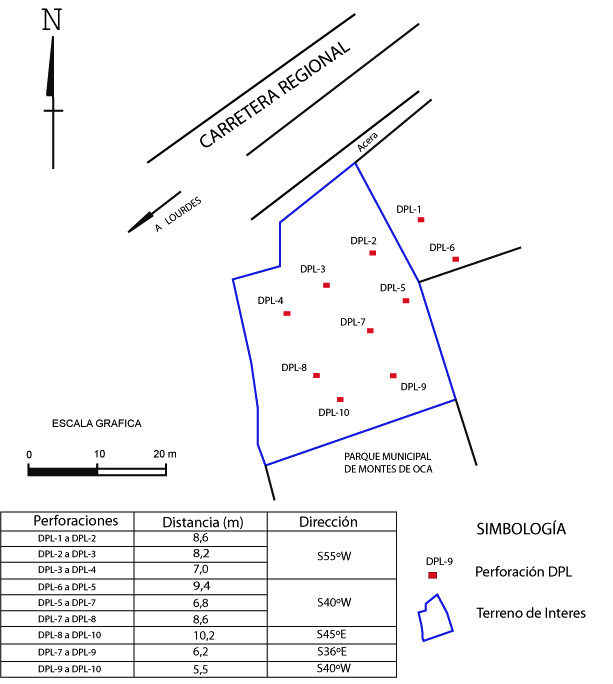 N
CARRETERA REGIONAL
Acera
A LOURDES
DPL-1
DPL-2
DPL-6
DPL-3
DPL-5
DPL-4
DPL-7
DPL-8
DPL-9
DPL-10
ESCALA GRAFICA
0 10 20 m
PARQUE MUNICIPAL
DE MONTES DE OCA
Perforaciones Distancia (m) Dirección
DPL-1 a DPL-2 8,6
DPL-2 a DPL-3 8,2 S55ºW
DPL-3 a DPL-4 7,0
DPL-6 a DPL-5 9,4
DPL-5 a DPL-7 6,8 S40ºW
DPL-7 a DPL-8 8,6
DPL-8 a DPL-10 10,2 S45ºE
DPL-7 a DPL-9 6,2 S36ºE
DPL-9 a DPL-10 5,5 S40ºW
SIMBOLOGÍA
DPL-9
Perforación DPL
Terreno de Interes